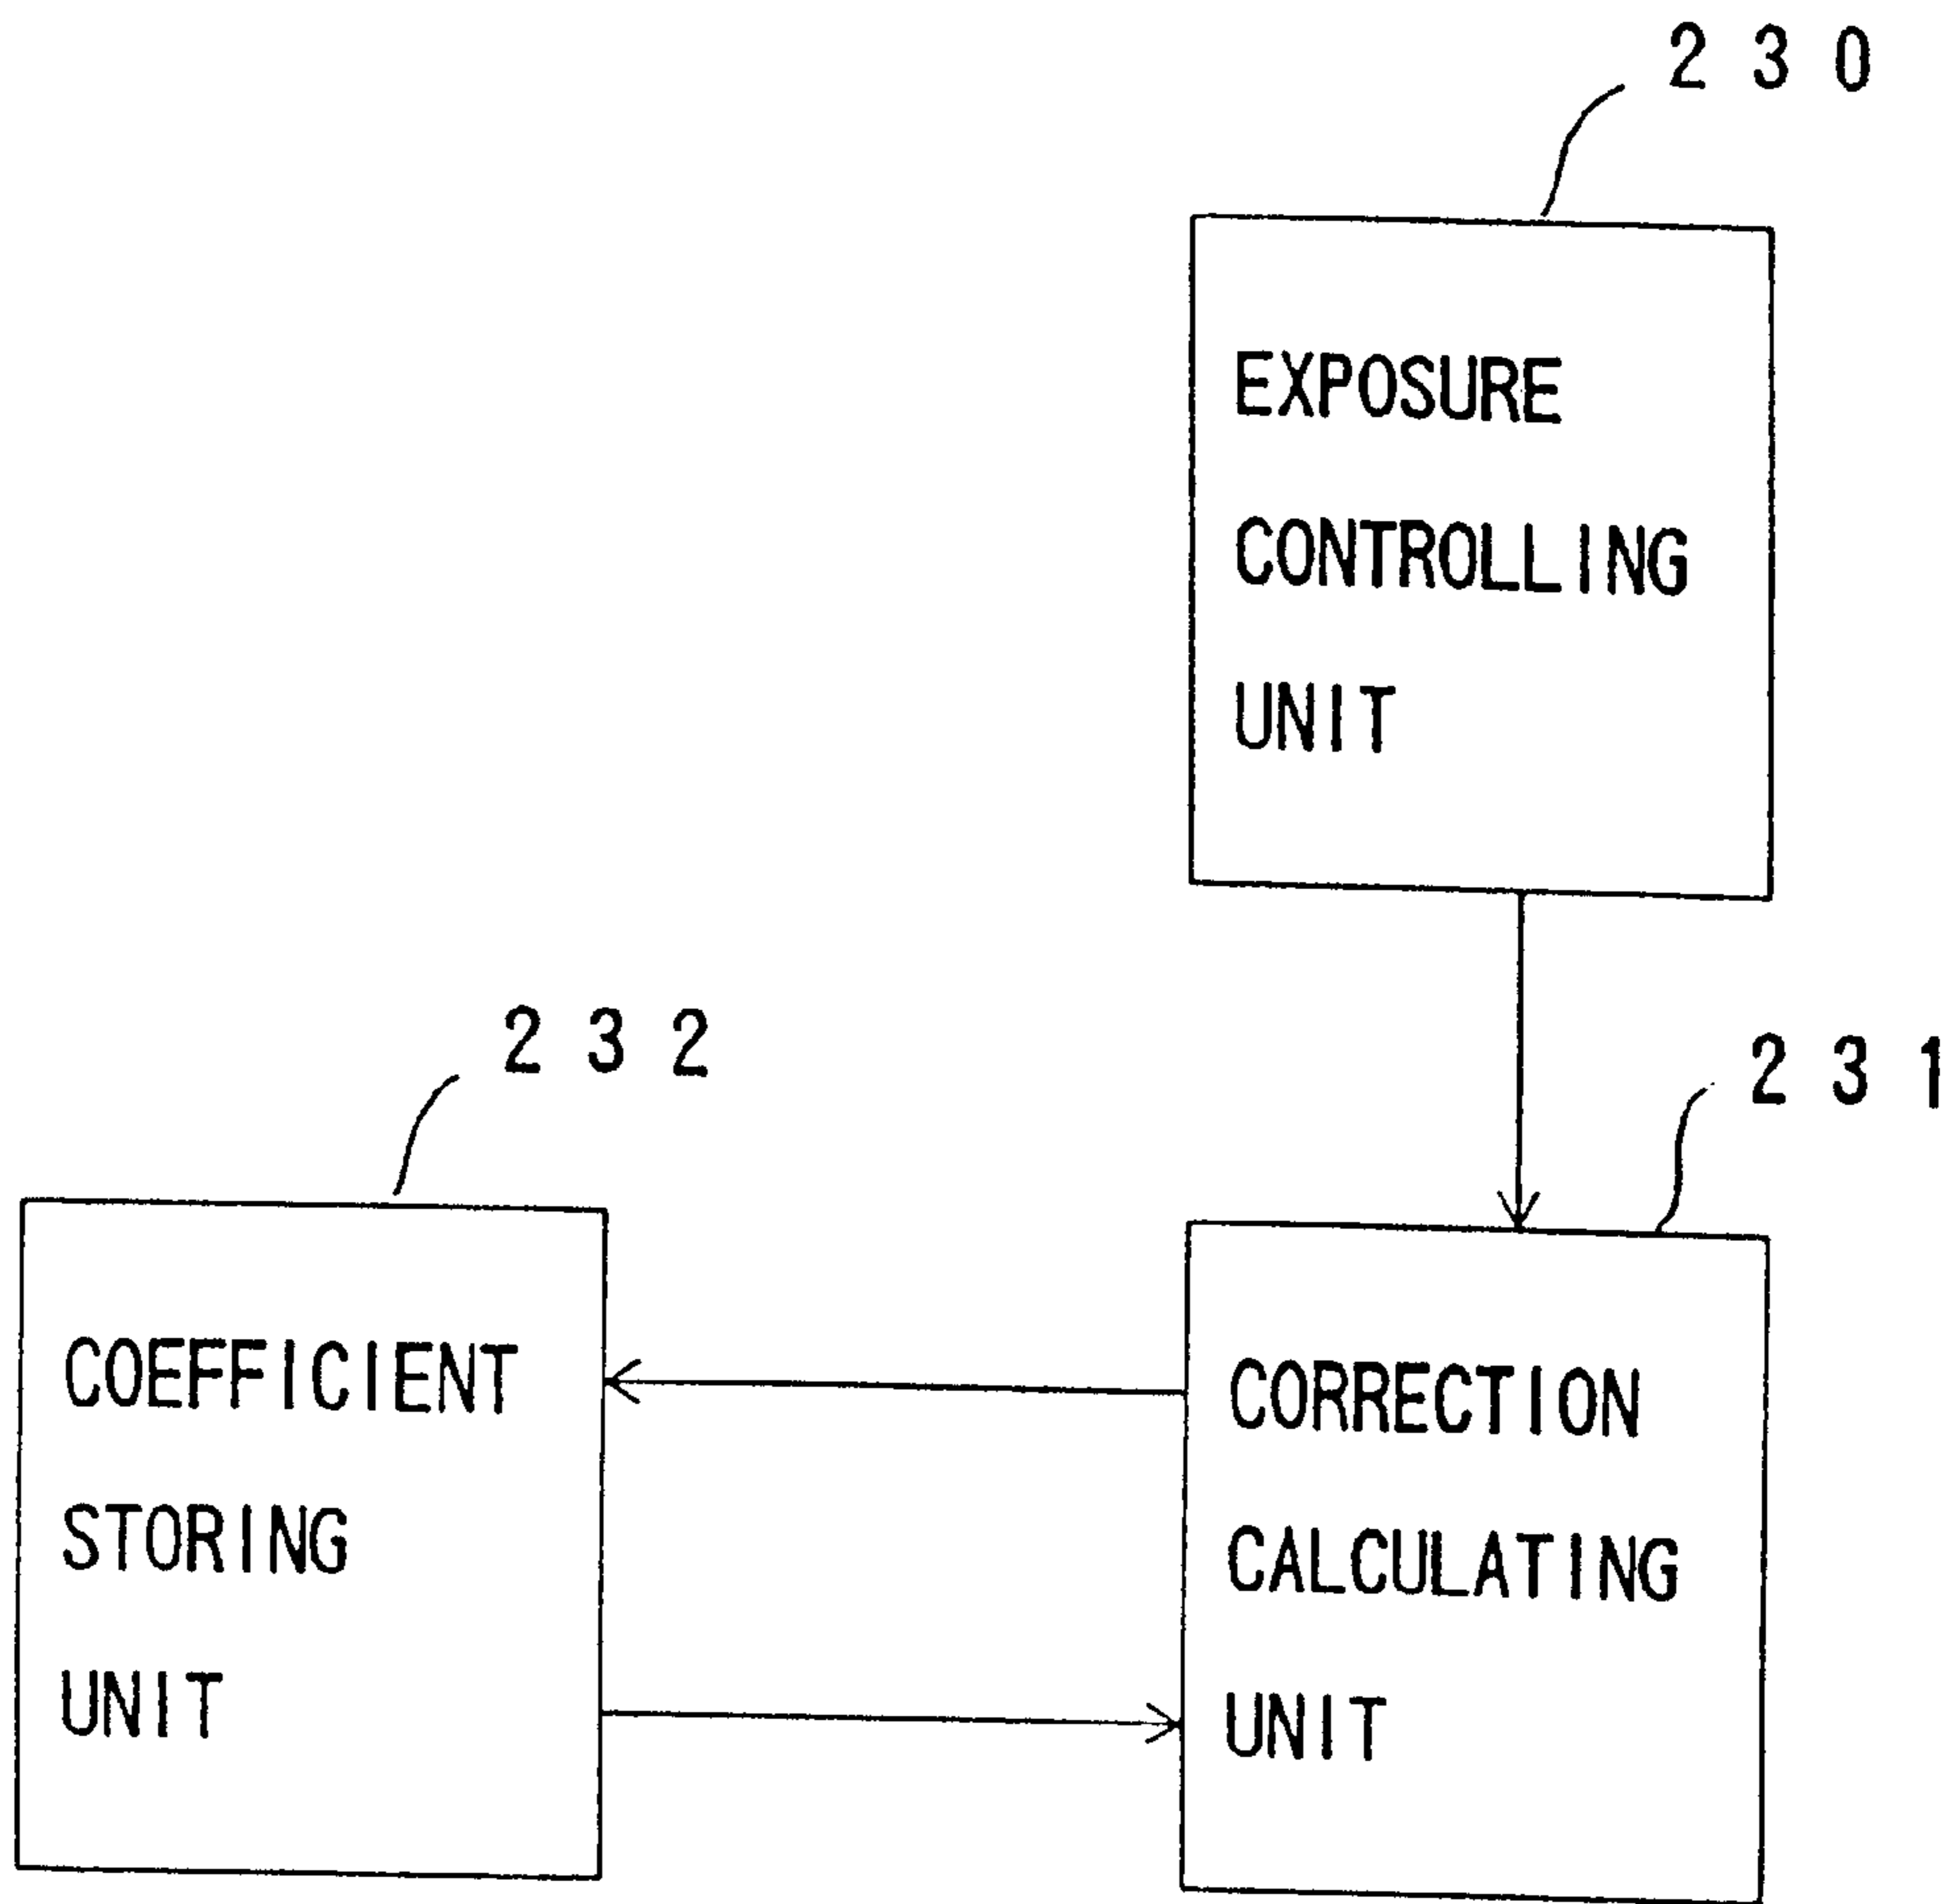 230
EXPOSURE
CONTROLLING
UNIT
232
231
COEFFICIENT
STORING
UNIT
CORRECTION
CALCULATING
UNIT